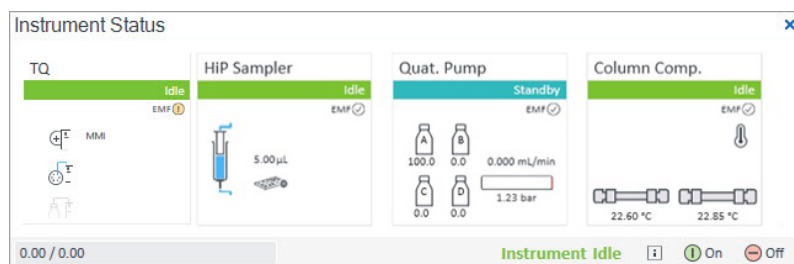 Instrument Status
TQ
Idle
EMF
MMI
HiP Sampler
Idle
EMF
5.00 µL
Quat. Pump
Standby
EMF
A B
100.0 0.0 0.000 mL/min
C D
1.23 bar
0.0 0.0
Column Comp.
Idle
EMF
22.60 °C 22.85 °C
0.00 / 0.00
Instrument Idle i On Off